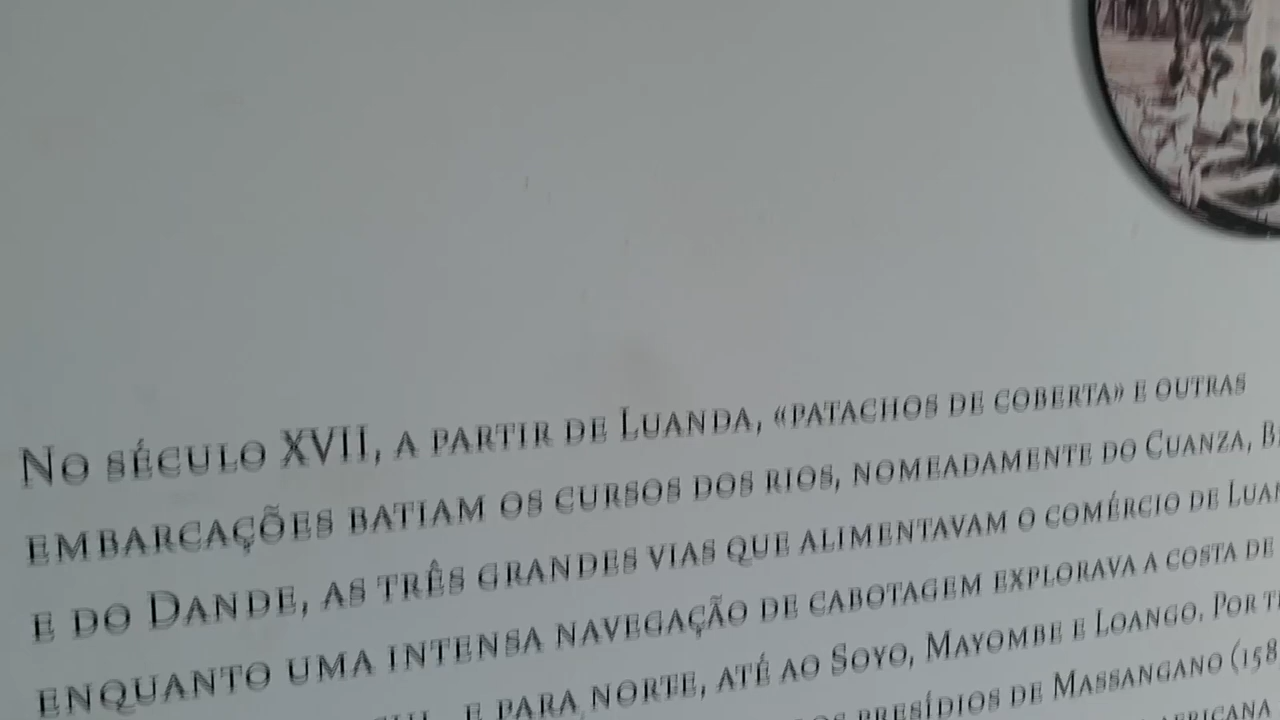 No século XVII, a partir de Luanda, «patachos de coberta» e outras
embarcações batiam os cursos dos rios, nomeadamente do Cuanza,
e do Dande, as três grandes vias que alimentavam o comércio de
enquanto uma intensa navegação de cabotagem explorava a costa de
e para norte, até ao Soyo, Mayombe e Loango. Por
presídios de Massangano (158
africana